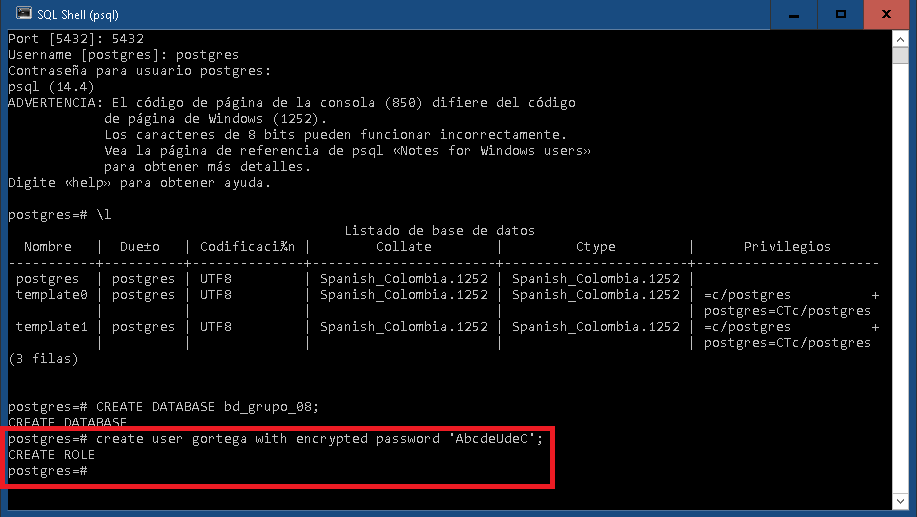 SQL Shell (psql)
Port [5432]: 5432
Username [postgres]: postgres
Contraseña para usuario postgres:
psql (14.4)
ADVERTENCIA: El código de página de la consola (850) difiere del código
            de página de Windows (1252).
            Los caracteres de 8 bits pueden funcionar incorrectamente.
            Vea la página de referencia de psql «Notes for Windows users»
            para obtener más detalles.
Digite «help» para obtener ayuda.
postgres=# \l
                                          Listado de base de datos
  Nombre   |  Due±o   | Codificaci¾n |       Collate         |         Ctype         |      Privilegios
-----------+----------+--------------+-----------------------+-----------------------+-----------------------
 postgres  | postgres | UTF8         | Spanish_Colombia.1252 | Spanish_Colombia.1252 |
 template0 | postgres | UTF8         | Spanish_Colombia.1252 | Spanish_Colombia.1252 | =c/postgres          +
           |          |              |                       |                       | postgres=CTc/postgres
 template1 | postgres | UTF8         | Spanish_Colombia.1252 | Spanish_Colombia.1252 | =c/postgres          +
           |          |              |                       |                       | postgres=CTc/postgres
(3 filas)
postgres=# CREATE DATABASE bd_grupo_08;
CREATE DATABASE
postgres=# create user gortega with encrypted password 'AbcdeUdeC';
CREATE ROLE
postgres=#